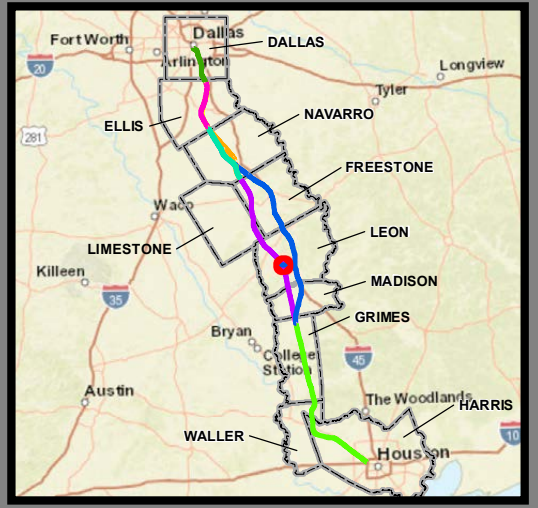 Dallas
Fort Worth
DALLAS
Arlington
Longview
20
Tyler
NAVARRO
ELLIS
281
FREESTONE
Waco
LEON
LIMESTONE
Killeen
MADISON
35
GRIMES
Bryan
College
Station
45
Austin
The Woodlands
HARRIS
WALLER
10
Houston